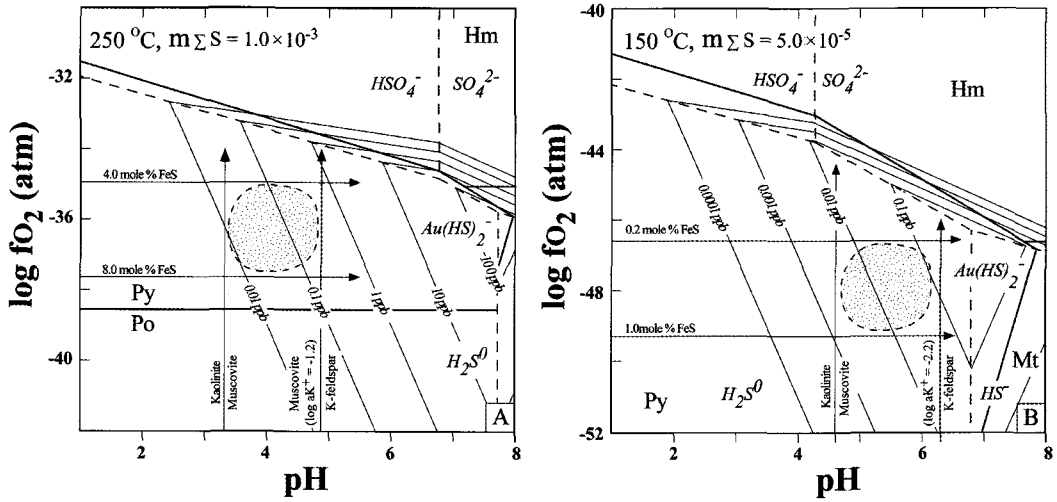 250 °C, m Σ S = 1.0×10⁻³
Hm
HSO₄⁻
SO₄²⁻
-32
-36
-40
log fO₂ (atm)
4.0 mole % FeS
8.0 mole % FeS
Py
Po
0.01ppb
0.1ppb
1ppb
10ppb
100ppb
Au(HS)₂⁻
H₂S⁰
Kaolinite
Muscovite
Muscovite
(log aK⁺ = -1.2)
K-feldspar
A
2
4
6
8
pH
150 °C, m Σ S = 5.0×10⁻⁵
HSO₄⁻
SO₄²⁻
Hm
-40
-44
-48
-52
log fO₂ (atm)
0.0001ppb
0.001ppb
0.01ppb
0.1ppb
0.2 mole % FeS
1.0mole % FeS
Au(HS)₂⁻
Py
H₂S⁰
HS⁻
Mt
Kaolinite
Muscovite
Muscovite
(log aK⁺ = -2.2)
K-feldspar
B
2
4
6
8
pH